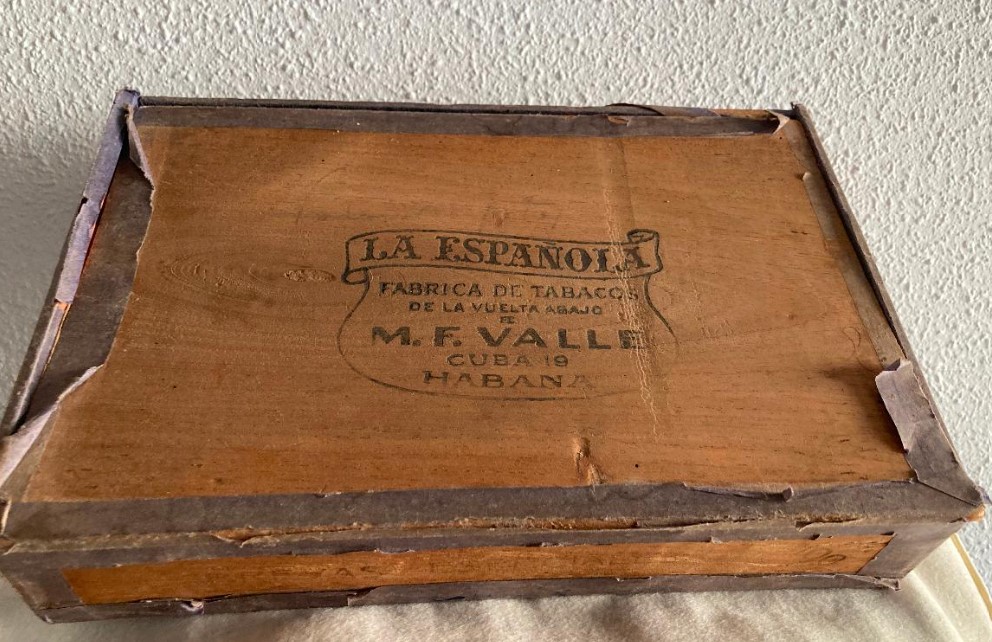 LA ESPAÑOLA
FABRICA DE TABACOS
DE LA VUELTA ABAJO
DE
M. F. VALLE
CUBA 19
HABANA